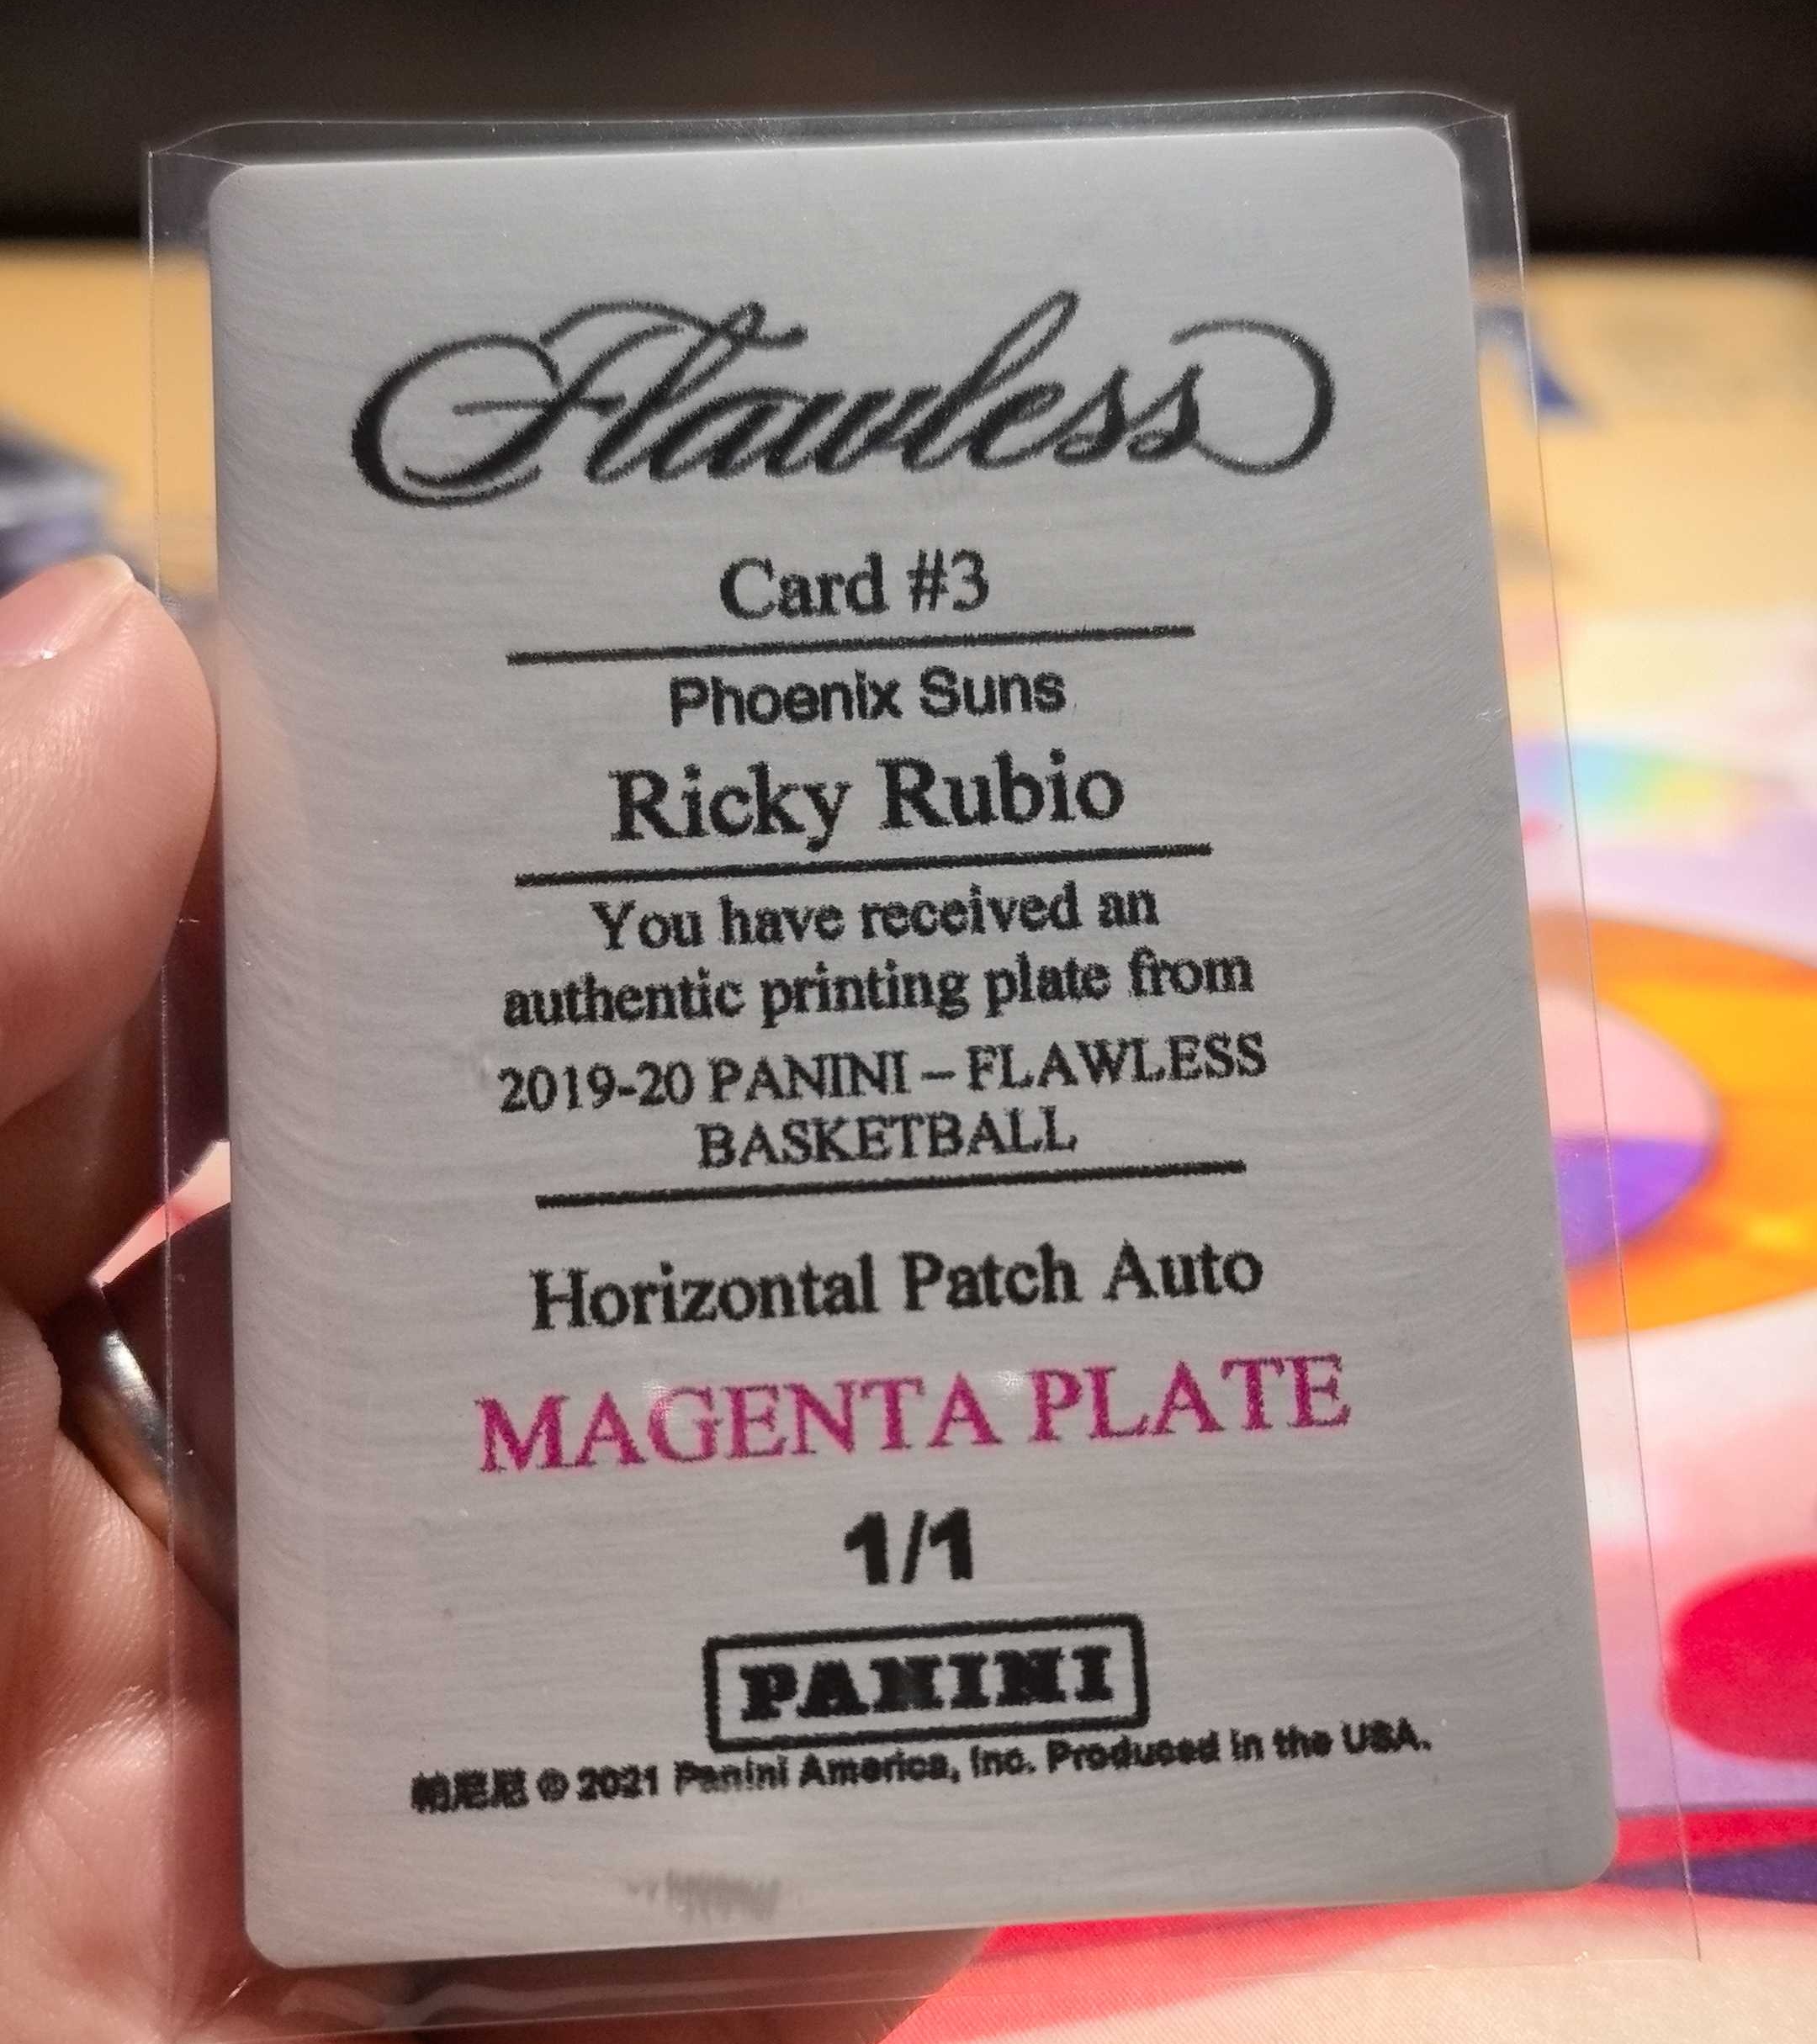 Flawless
Card #3
Phoenix Suns
Ricky Rubio
You have received an
authentic printing plate from
2019-20 PANINI – FLAWLESS
BASKETBALL
Horizontal Patch Auto
MAGENTA PLATE
1/1
PANINI
帕尼尼 © 2021 Panini America, Inc. Produced in the USA.